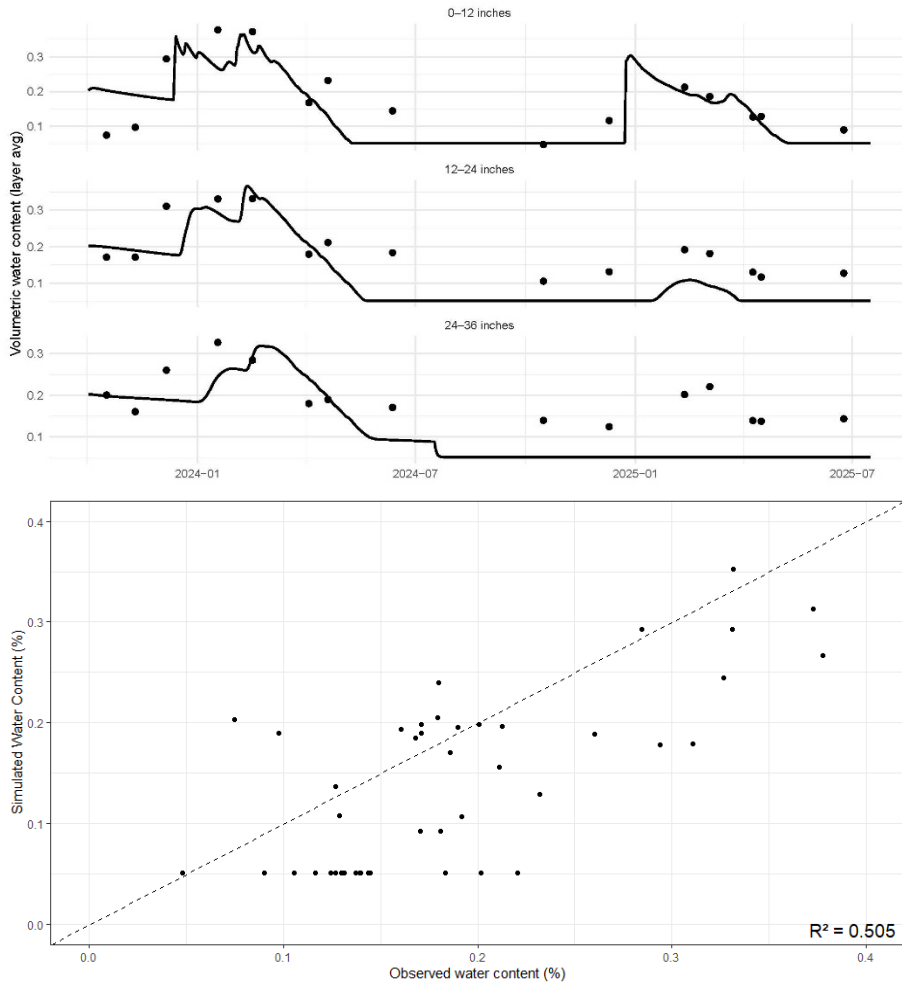 0–12 inches
0.3
0.2
0.1
12–24 inches
0.3
0.2
0.1
Volumetric water content (layer avg)
24–36 inches
0.3
0.2
0.1
2024-01 2024-07 2025-01 2025-07
0.4
0.3
0.2
0.1
0.0
Simulated Water Content (%)
R² = 0.505
0.0 0.1 0.2 0.3 0.4
Observed water content (%)